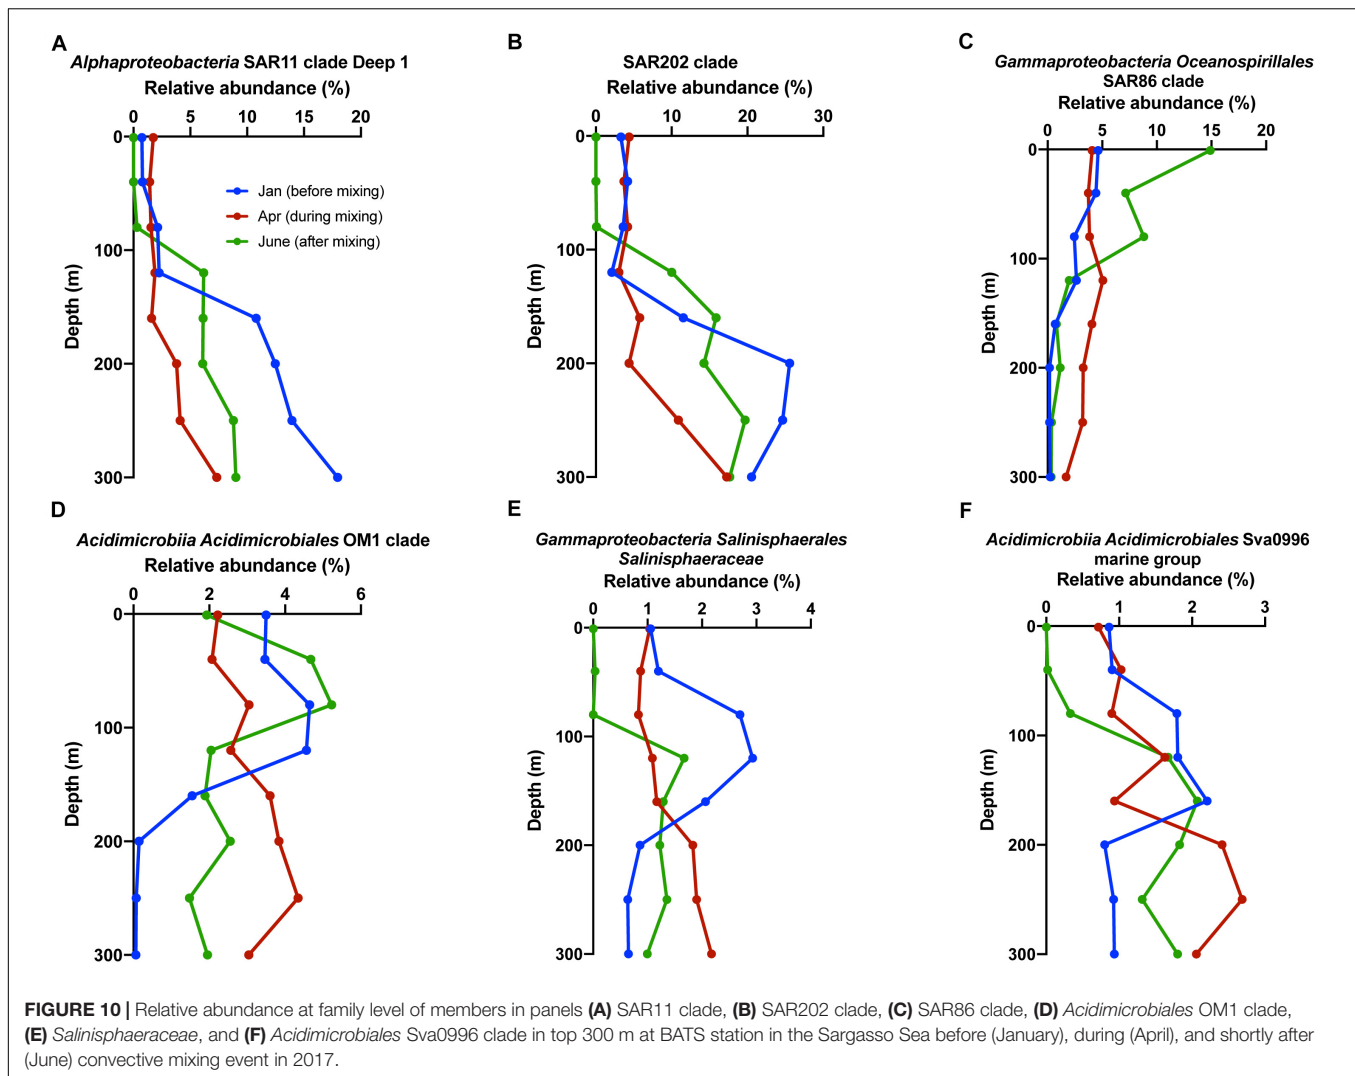 A
Alphaproteobacteria SAR11 clade Deep 1
Relative abundance (%)
0 5 10 15 20
0
100
200
300
Depth (m)
Jan (before mixing)
Apr (during mixing)
June (after mixing)
B
SAR202 clade
Relative abundance (%)
0 10 20 30
0
100
200
300
Depth (m)
C
Gammaproteobacteria Oceanospirillales
SAR86 clade
Relative abundance (%)
0 5 10 15 20
0
100
200
300
Depth (m)
D
Acidimicrobiia Acidimicrobiales OM1 clade
Relative abundance (%)
0 2 4 6
0
100
200
300
Depth (m)
E
Gammaproteobacteria Salinisphaerales
Salinisphaeraceae
Relative abundance (%)
0 1 2 3 4
0
100
200
300
Depth (m)
F
Acidimicrobiia Acidimicrobiales Sva0996
marine group
Relative abundance (%)
0 1 2 3
0
100
200
300
Depth (m)
FIGURE 10 | Relative abundance at family level of members in panels (A) SAR11 clade, (B) SAR202 clade, (C) SAR86 clade, (D) Acidimicrobiales OM1 clade,
(E) Salinisphaeraceae, and (F) Acidimicrobiales Sva0996 clade in top 300 m at BATS station in the Sargasso Sea before (January), during (April), and shortly after
(June) convective mixing event in 2017.